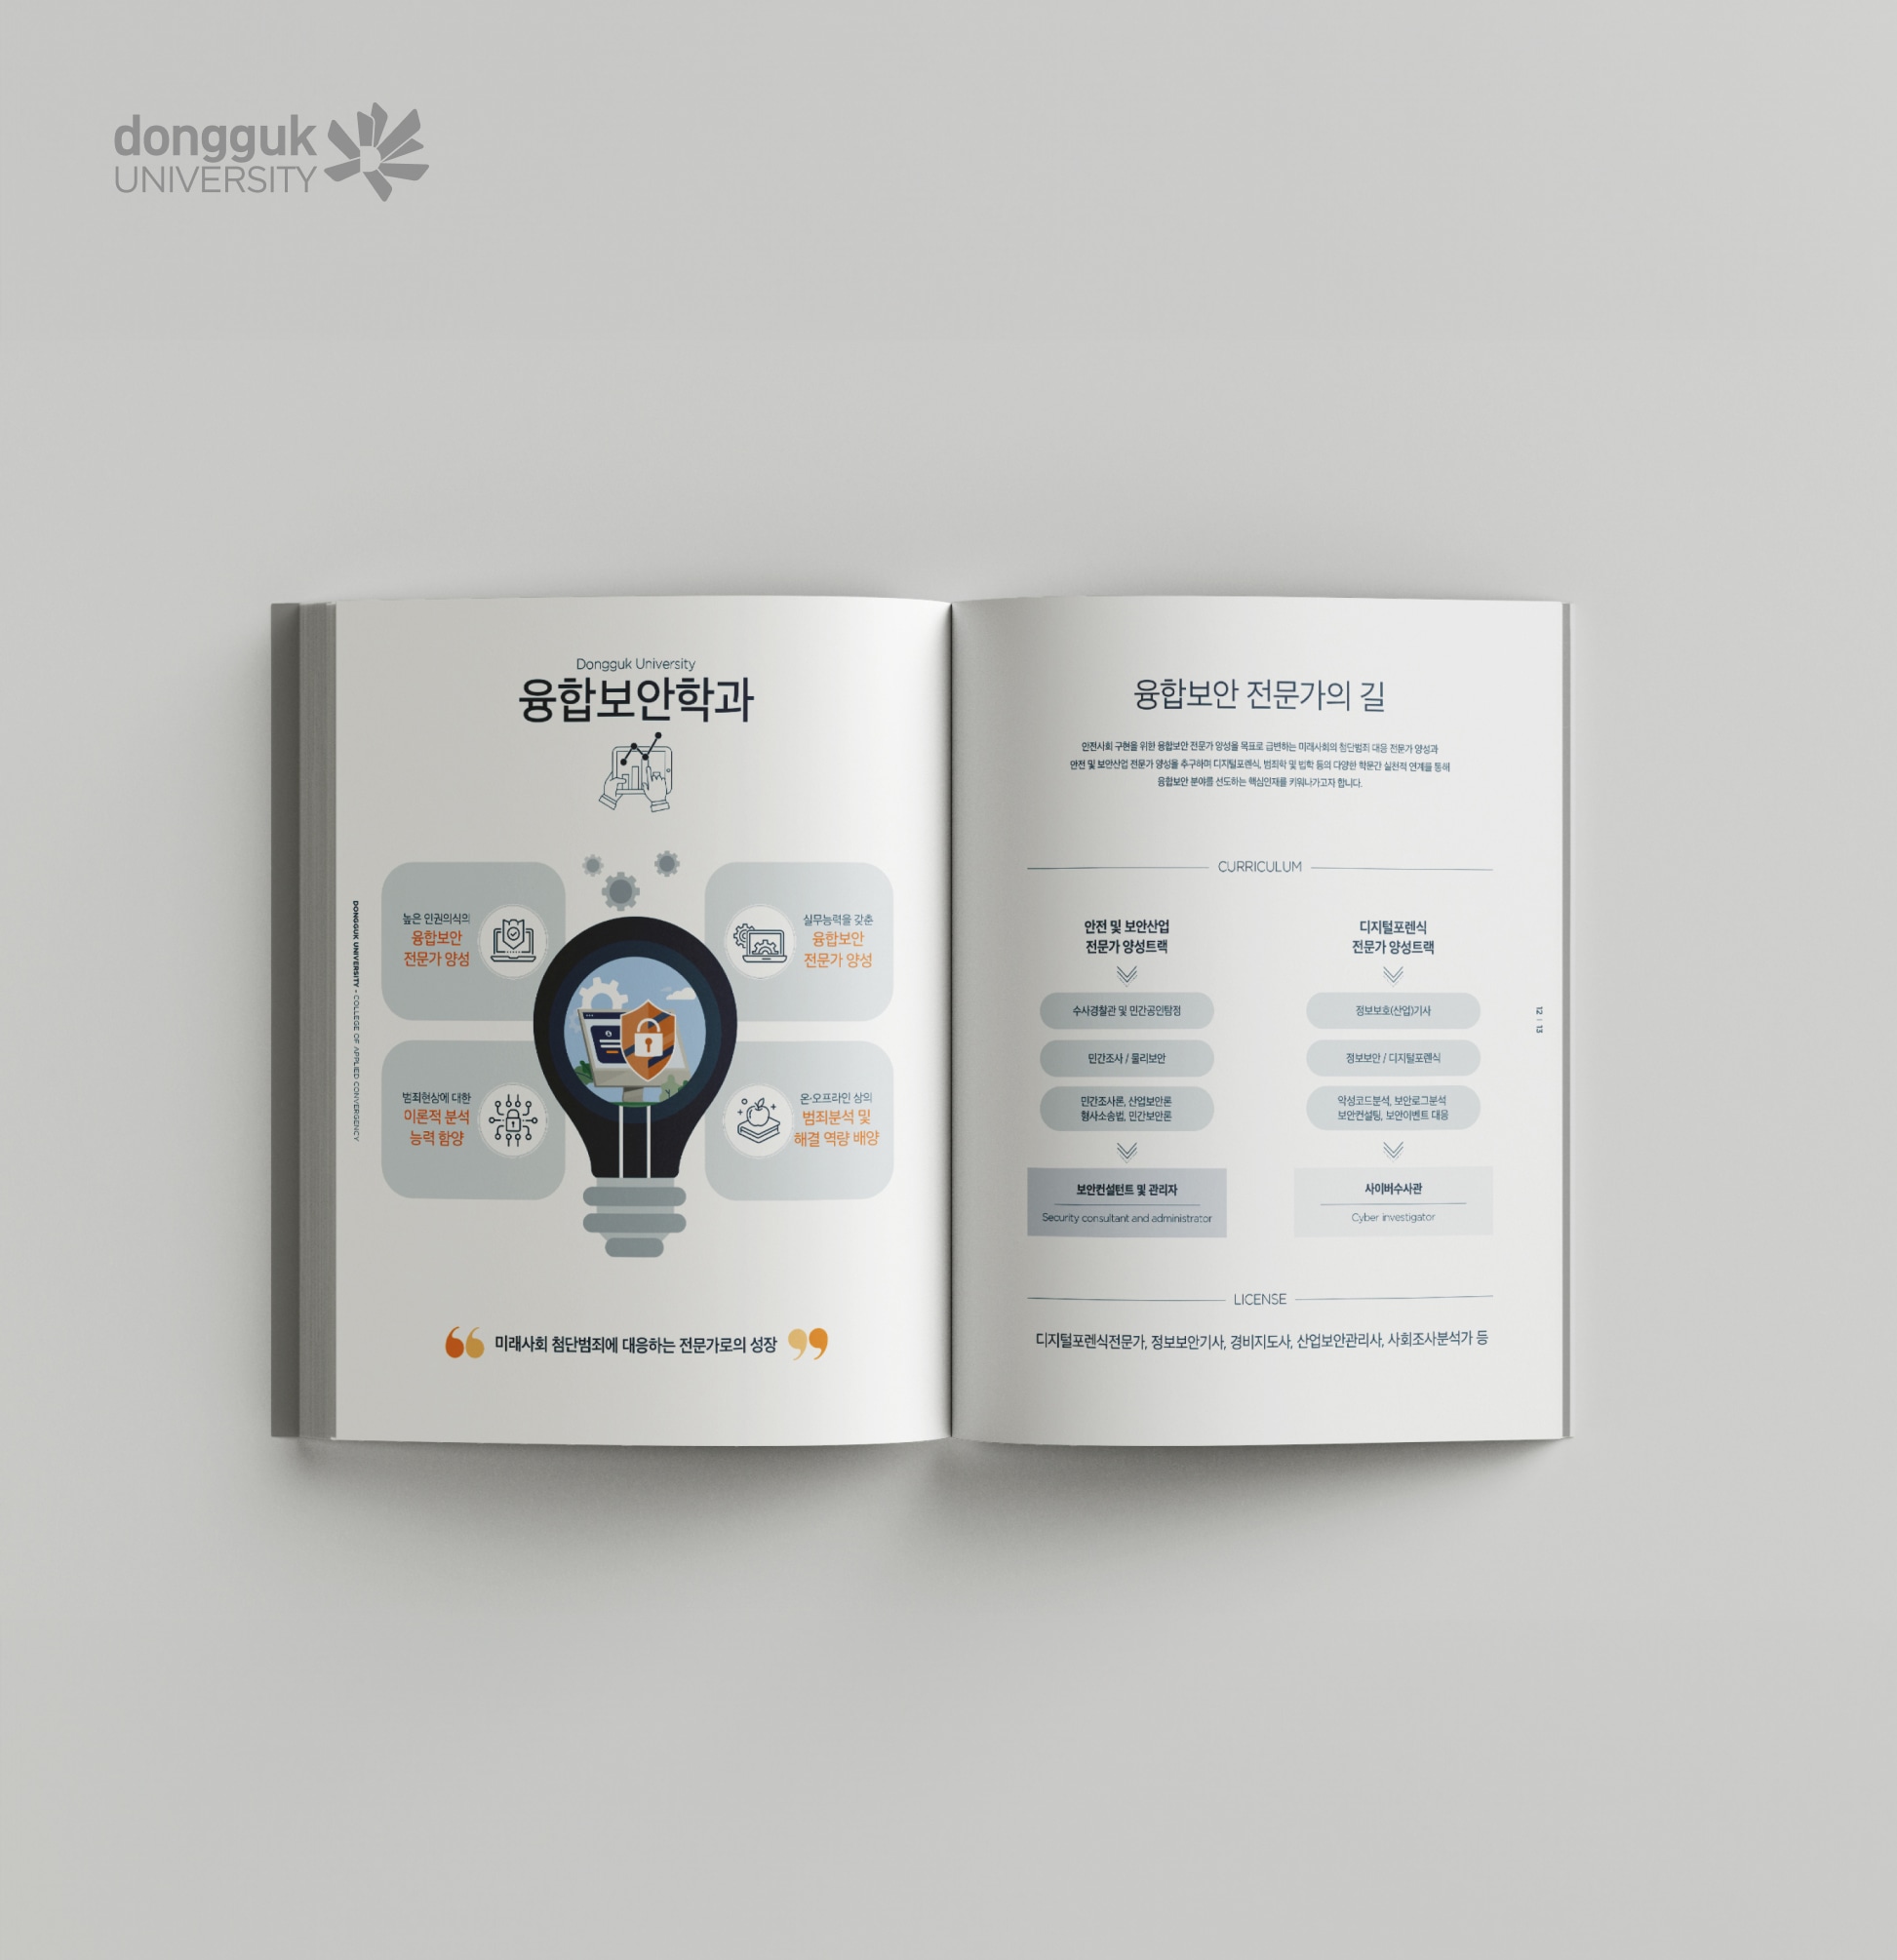 dongguk
UNIVERSITY
Dongguk University
융합보안학과
높은 인권의식의
융합보안
전문가 양성
실무능력을 갖춘
융합보안
전문가 양성
범죄현상에 대한
이론적 분석
능력 함양
온·오프라인 상의
범죄분석 및
해결 역량 배양
미래사회 첨단범죄에 대응하는 전문가로의 성장
DONGGUK UNIVERSITY - COLLEGE OF APPLIED CONVERGENCY
융합보안 전문가의 길
안전사회 구현을 위한 융합보안 전문가 양성을 목표로 급변하는 미래사회의 첨단범죄 대응 전문가 양성과
안전 및 보안산업 전문가 양성을 추구하며 디지털포렌식, 범죄학 및 법학 등의 다양한 학문간 실천적 연계를 통해
융합보안 분야를 선도하는 핵심인재를 키워나가고자 합니다.
CURRICULUM
안전 및 보안산업
전문가 양성트랙
수사경찰관 및 민간공인탐정
민간조사 / 물리보안
민간조사론, 산업보안론
형사소송법, 민간보안론
보안컨설턴트 및 관리자
Security consultant and administrator
디지털포렌식
전문가 양성트랙
정보보호(산업)기사
정보보안 / 디지털포렌식
악성코드분석, 보안로그분석
보안컨설팅, 보안이벤트 대응
사이버수사관
Cyber investigator
LICENSE
디지털포렌식전문가, 정보보안기사, 경비지도사, 산업보안관리사, 사회조사분석가 등
12 | 13